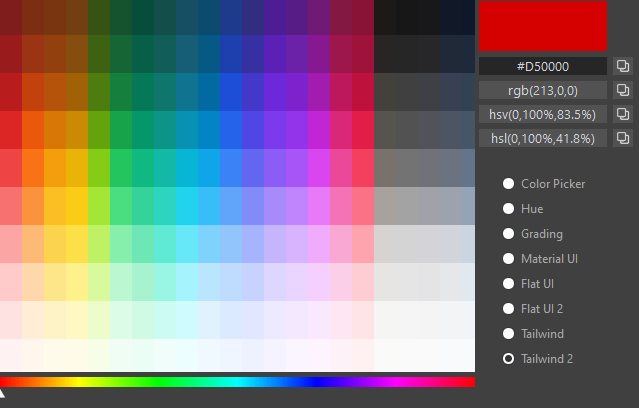 #D50000
rgb(213,0,0)
hsv(0,100%,83.5%)
hsl(0,100%,41.8%)
Color Picker
Hue
Grading
Material UI
Flat UI
Flat UI 2
Tailwind
Tailwind 2